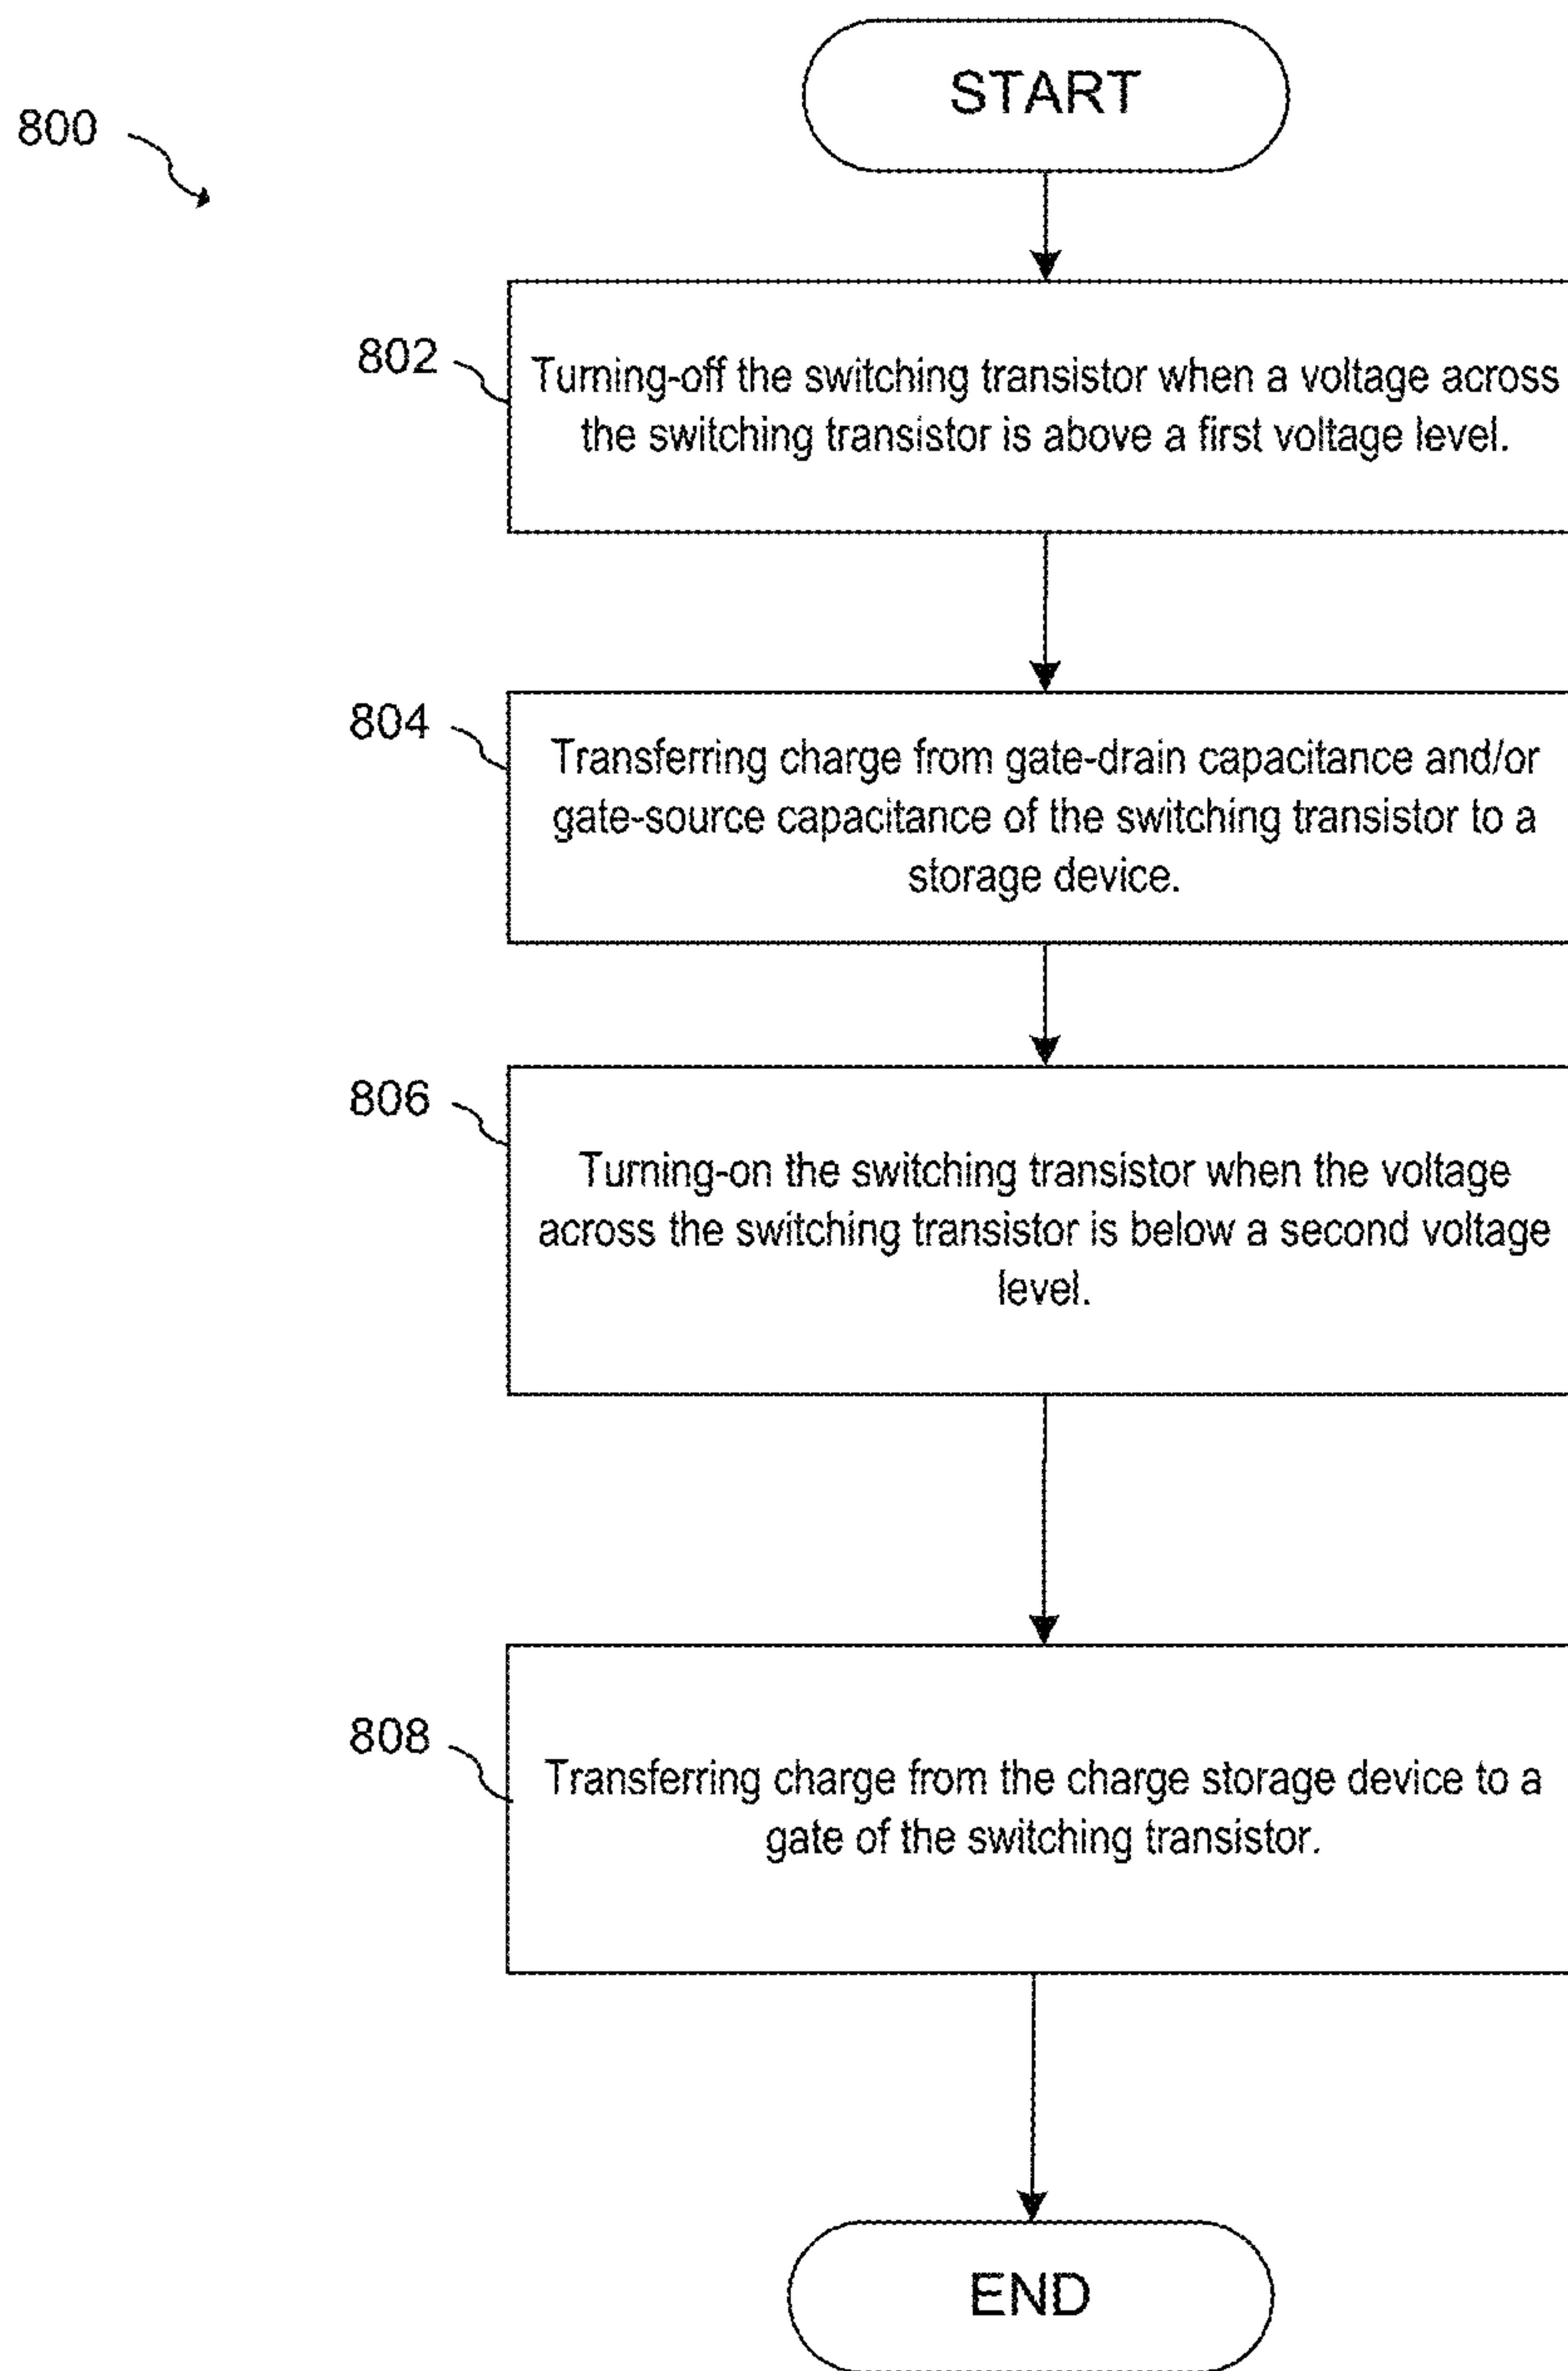 START
800
802
Turning-off the switching transistor when a voltage across
the switching transistor is above a first voltage level.
804
Transferring charge from gate-drain capacitance and/or
gate-source capacitance of the switching transistor to a
storage device.
806
Turning-on the switching transistor when the voltage
across the switching transistor is below a second voltage
level.
808
Transferring charge from the charge storage device to a
gate of the switching transistor.
END